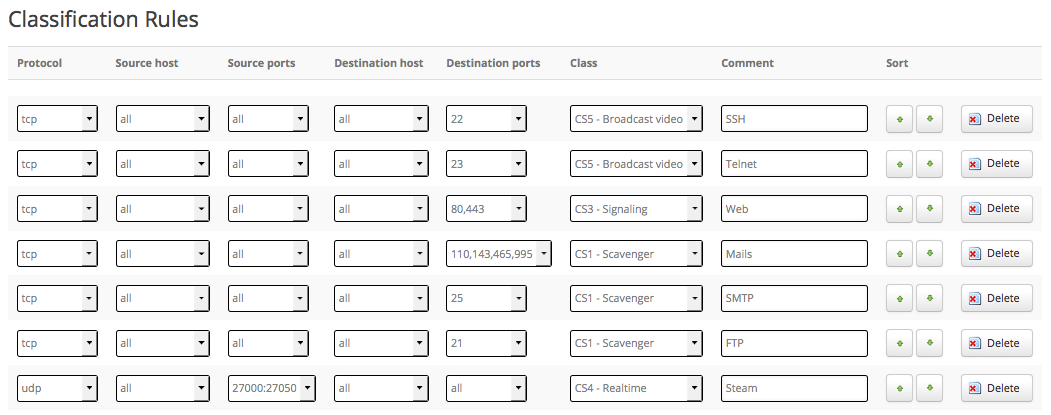 Classification Rules
Protocol Source host Source ports Destination host Destination ports Class Comment Sort
tcp all all all 22 CS5 - Broadcast video SSH Delete
tcp all all all 23 CS5 - Broadcast video Telnet Delete
tcp all all all 80,443 CS3 - Signaling Web Delete
tcp all all all 110,143,465,995 CS1 - Scavenger Mails Delete
tcp all all all 25 CS1 - Scavenger SMTP Delete
tcp all all all 21 CS1 - Scavenger FTP Delete
udp all 27000:27050 all all CS4 - Realtime Steam Delete